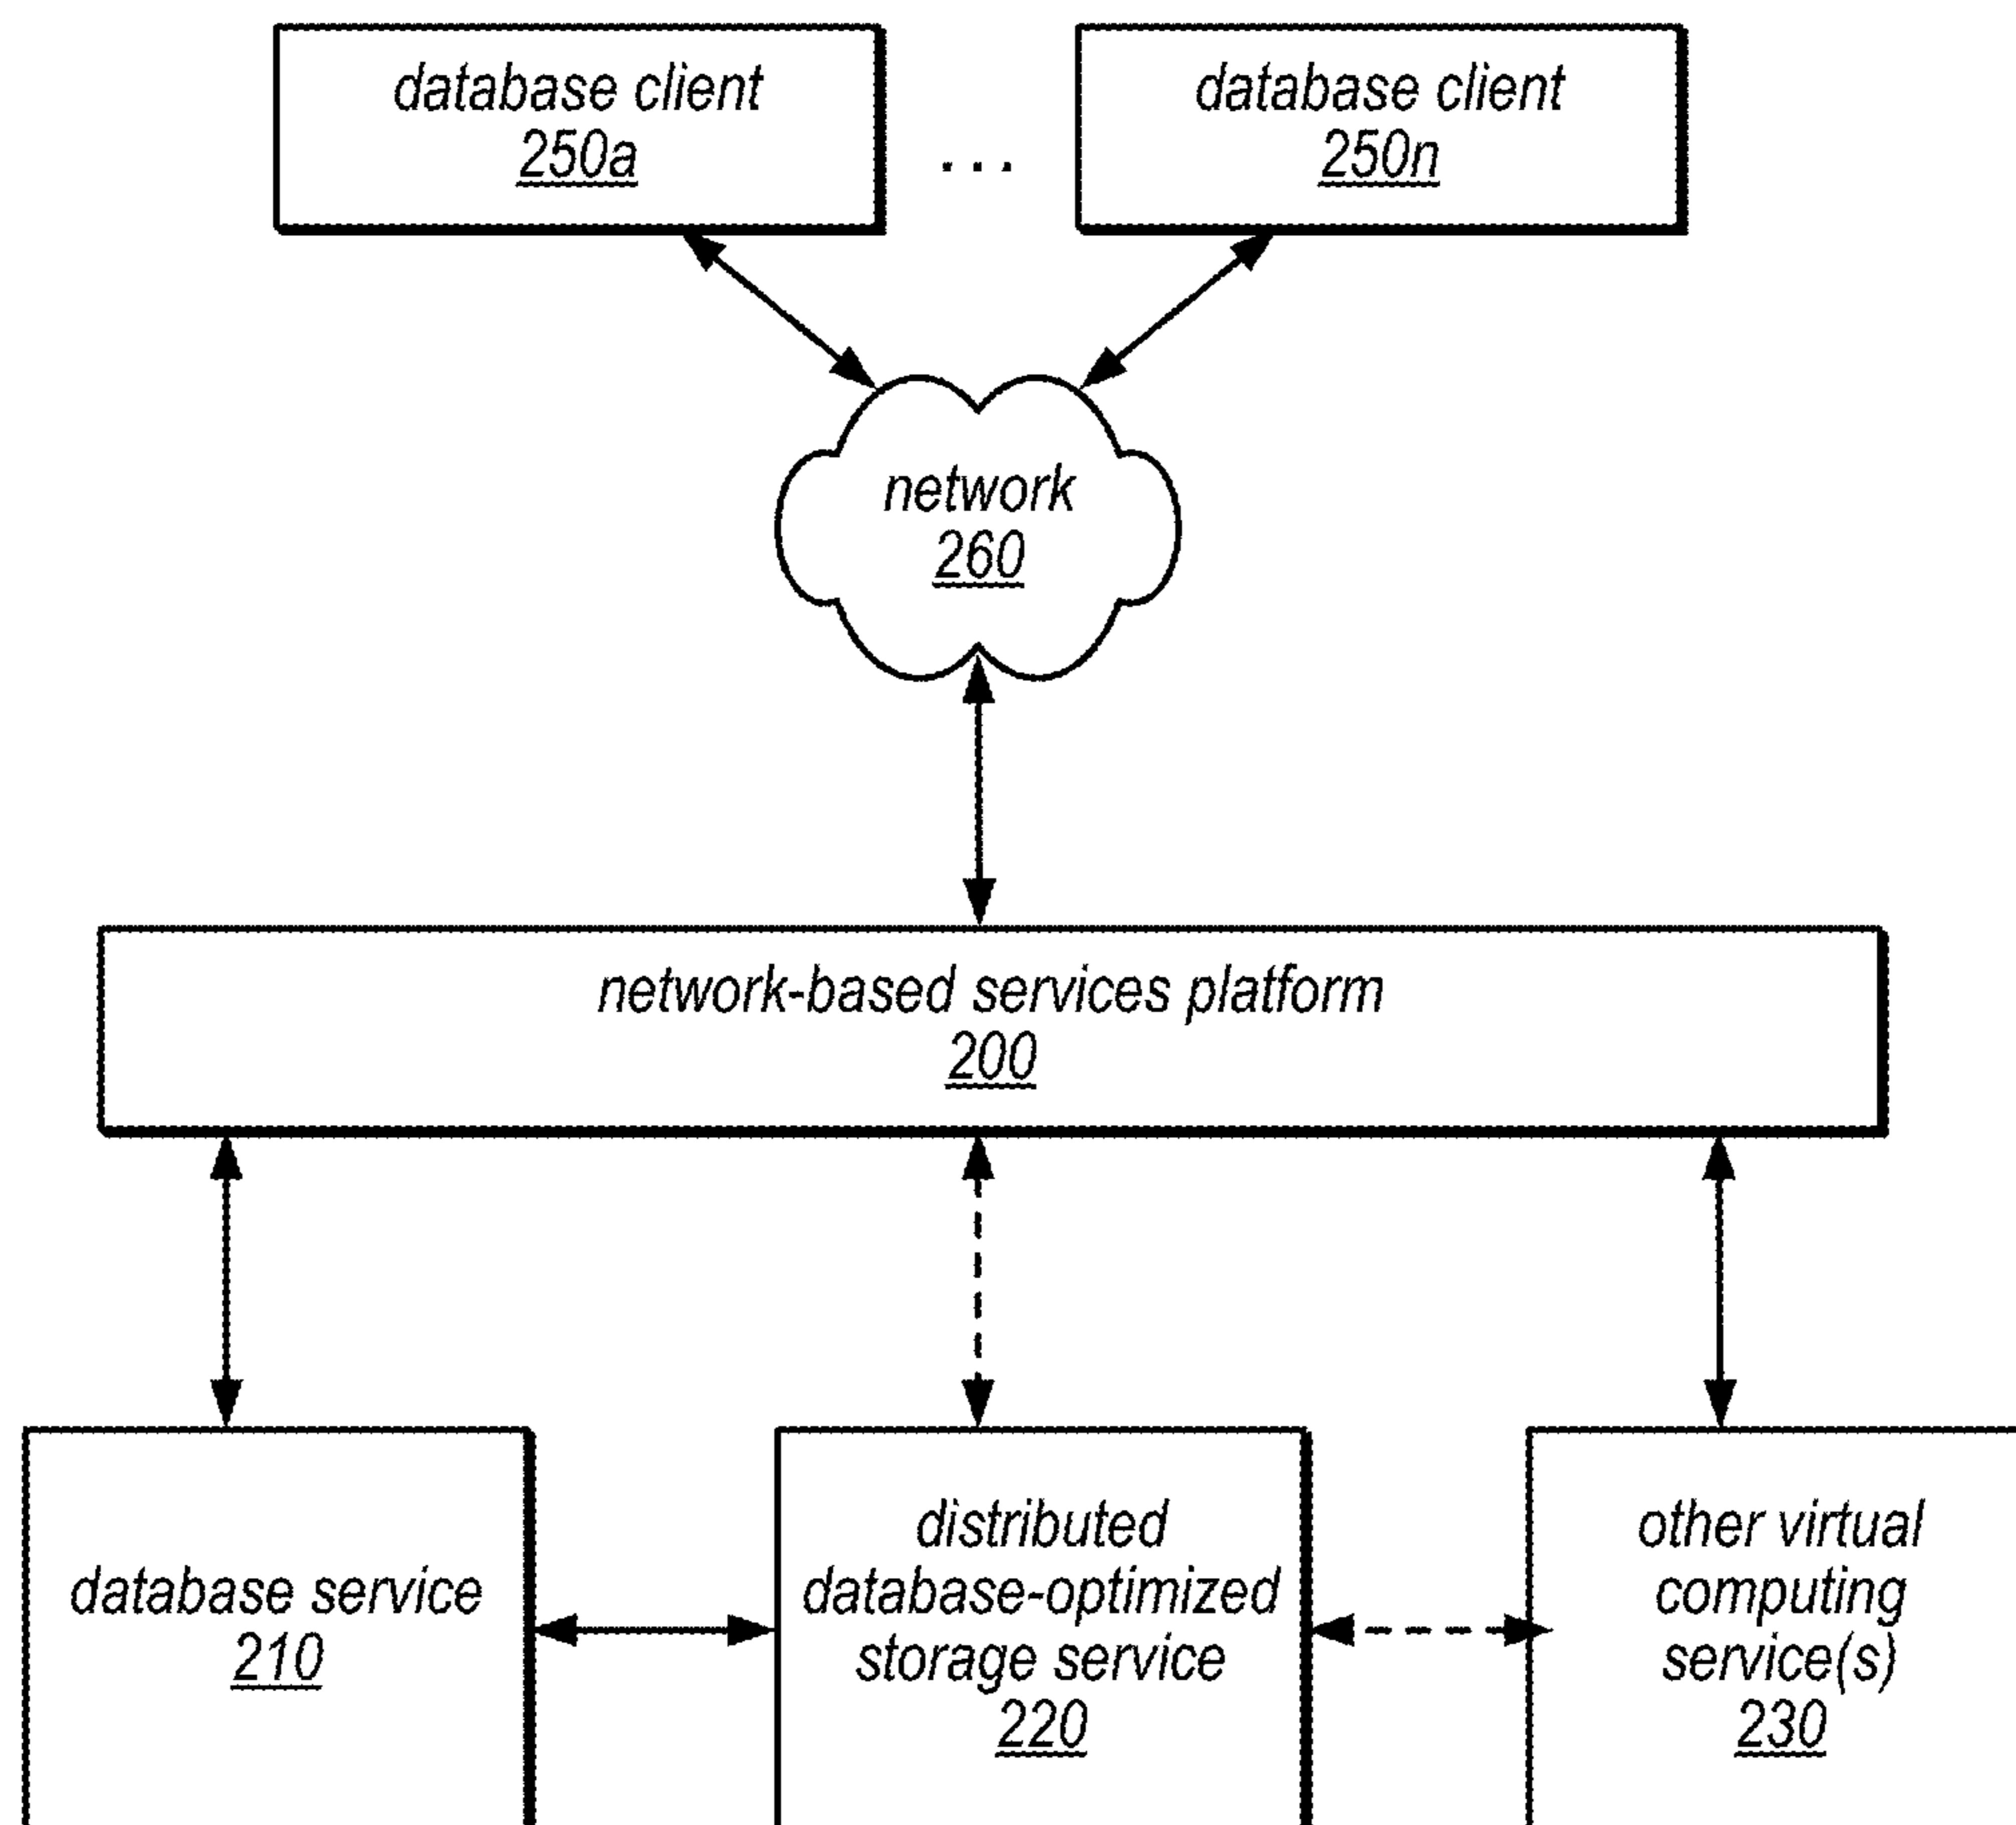 database client
250a
...
database client
250n
network
260
network-based services platform
200
database service
210
distributed
database-optimized
storage service
220
other virtual
computing
service(s)
230